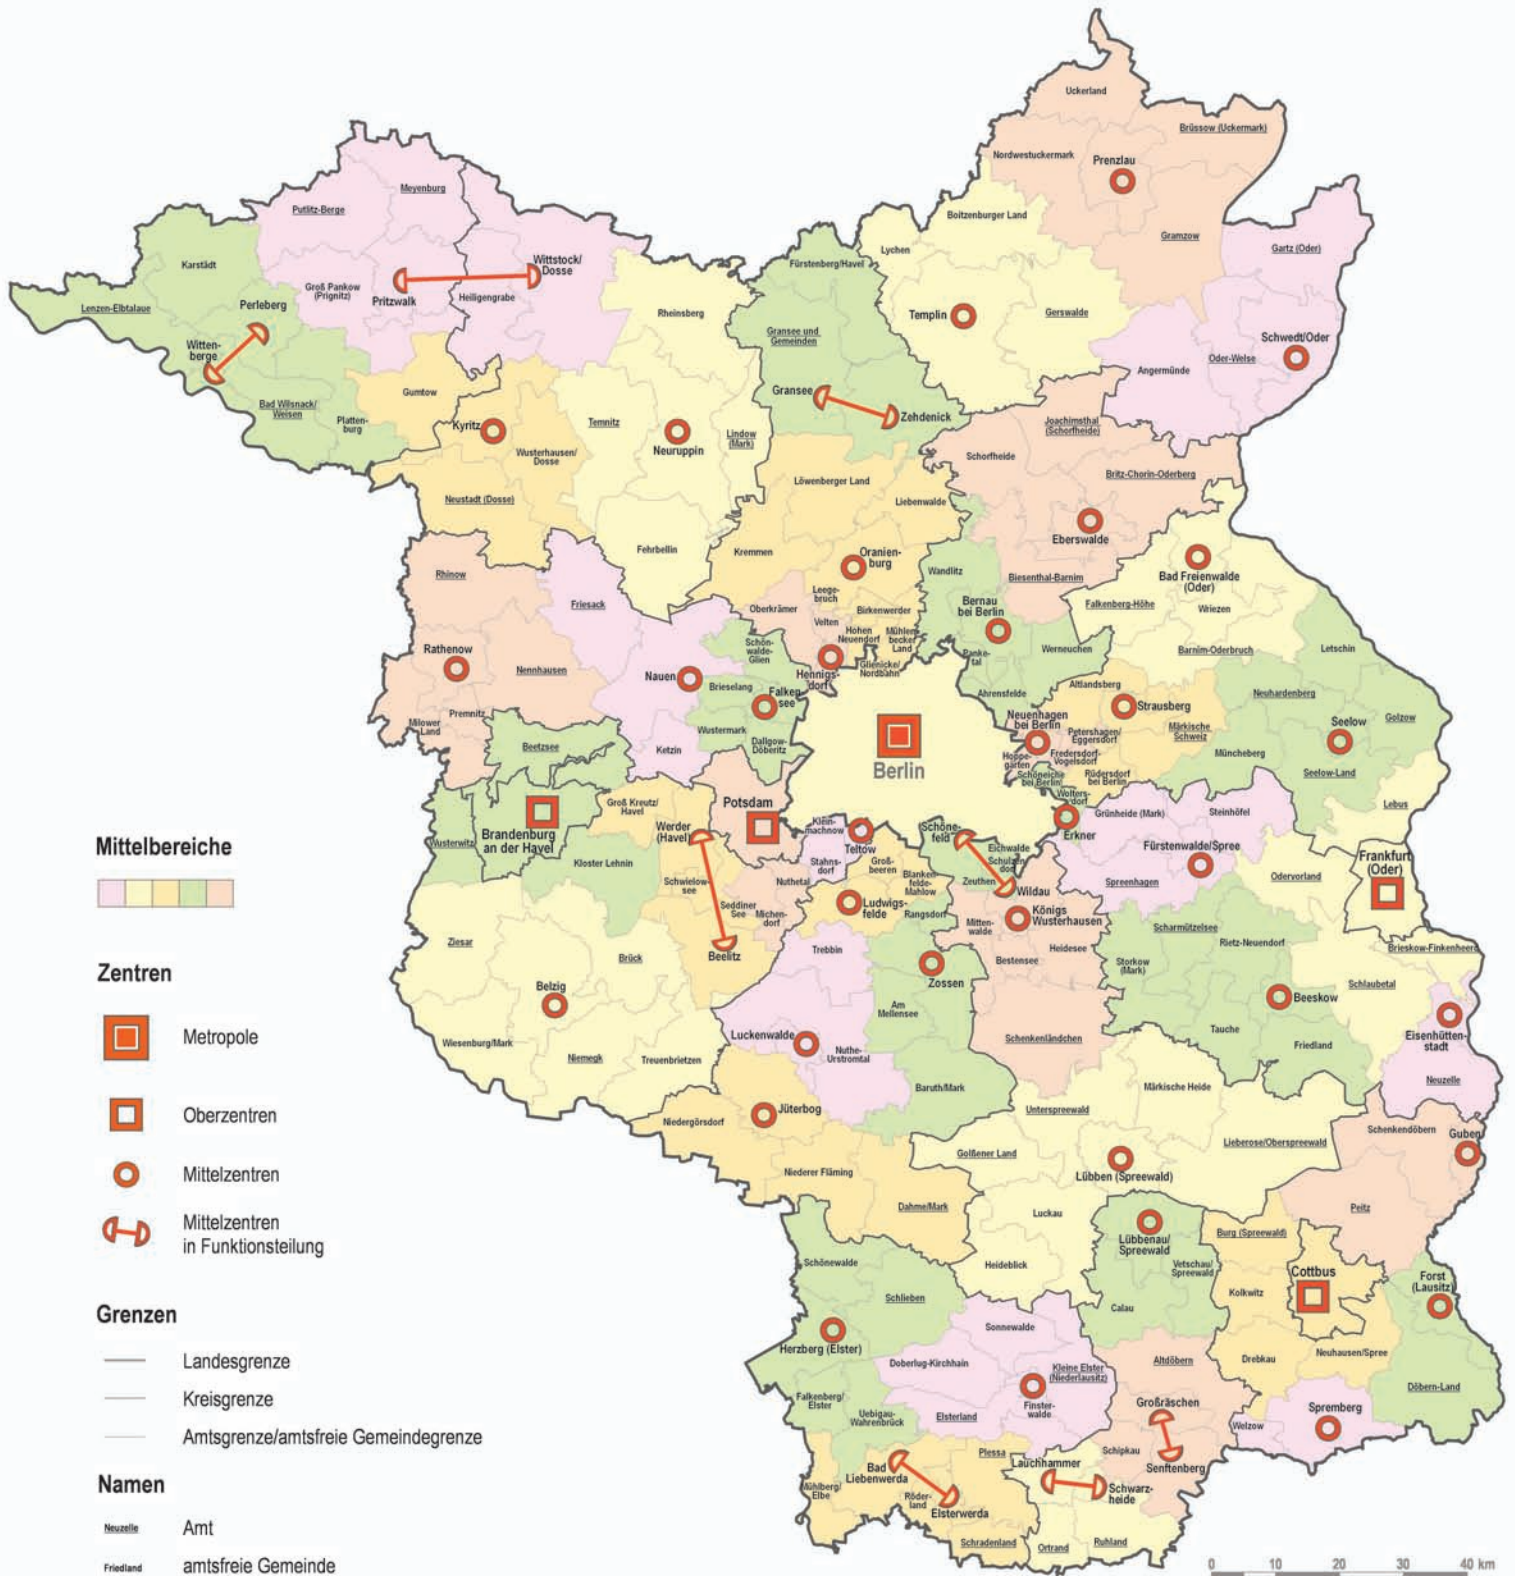 Uckerland
Brüssow (Uckermark)
Nordwestuckermark
Prenzlau
Meyenburg
Putlitz-Berge
Boitzenburger Land
Gramzow
Gartz (Oder)
Lychen
Karstädt
Wittstock/
Dosse
Fürstenberg/Havel
Groß Pankow
(Prignitz)
Pritzwalk
Heiligengrabe
Lenzen-Elbtalaue
Perleberg
Rheinsberg
Templin
Gerswalde
Gransee und
Gemeinden
Schwedt/Oder
Witten-
berge
Oder-Welse
Angermünde
Gumtow
Gransee
Bad Wilsnack/
Weisen
Zehdenick
Platten-
burg
Kyritz
Temnitz
Neuruppin
Lindow
(Mark)
Joachimsthal
(Schorfheide)
Wusterhausen/
Dosse
Schorfheide
Britz-Chorin-Oderberg
Löwenberger Land
Neustadt (Dosse)
Liebenwalde
Eberswalde
Fehrbellin
Kremmen
Oranien-
burg
Rhinow
Wandlitz
Biesenthal-Barnim
Bad Freienwalde
(Oder)
Friesack
Leege-
bruch
Oberkrämer
Birkenwerder
Bernau
bei Berlin
Falkenberg-Höhe
Wriezen
Velten
Hohen
Neuendorf
Mühlen-
becker
Land
Rathenow
Schön-
walde-
Glien
Panke-
tal
Werneuchen
Barnim-Oderbruch
Letschin
Nennhausen
Nauen
Hennigs-
dorf
Glienicke/
Nordbahn
Brieselang
Falken-
see
Ahrensfelde
Altlandsberg
Neuhardenberg
Strausberg
Premnitz
Milower
Land
Neuenhagen
bei Berlin
Golzow
Seelow
Wustermark
Petershagen/
Eggersdorf
Märkische
Schweiz
Beetzsee
Ketzin
Dallgow-
Döberitz
Hoppe-
garten
Fredersdorf-
Vogelsdorf
Müncheberg
Berlin
Schöneiche
bei Berlin
Rüdersdorf
bei Berlin
Seelow-Land
Groß Kreutz/
Havel
Potsdam
Wolters-
dorf
Lebus
Grünheide (Mark)
Steinhöfel
Brandenburg
an der Havel
Werder
(Havel)
Klein-
machnow
Teltow
Schöne-
feld
Erkner
Wusterwitz
Eichwalde
Fürstenwalde/Spree
Kloster Lehnin
Stahns-
dorf
Groß-
beeren
Schulzen-
dorf
Frankfurt
(Oder)
Schwielow-
see
Nuthetal
Blanken-
felde-
Mahlow
Zeuthen
Wildau
Spreenhagen
Odervorland
Seddiner
See
Michen-
dorf
Ludwigs-
felde
Rangsdorf
Königs
Wusterhausen
Mitten-
walde
Scharmützelsee
Ziesar
Trebbin
Rietz-Neuendorf
Heidesee
Brieskow-Finkenheerd
Brück
Beelitz
Bestensee
Storkow
(Mark)
Belzig
Zossen
Schlaubetal
Beeskow
Am
Mellensee
Eisenhütten-
stadt
Wiesenburg/Mark
Luckenwalde
Schenkenländchen
Tauche
Friedland
Niemegk
Treuenbrietzen
Nuthe-
Urstromtal
Neuzelle
Baruth/Mark
Märkische Heide
Niedergörsdorf
Jüterbog
Unterspreewald
Schenkendöbern
Guben
Golßener Land
Lieberose/Oberspreewald
Niederer Fläming
Lübben (Spreewald)
Dahme/Mark
Luckau
Peitz
Burg (Spreewald)
Lübbenau/
Spreewald
Schönewalde
Heideblick
Vetschau/
Spreewald
Cottbus
Forst
(Lausitz)
Schlieben
Kolkwitz
Calau
Sonnewalde
Herzberg (Elster)
Neuhausen/Spree
Doberlug-Kirchhain
Altdöbern
Drebkau
Kleine Elster
(Niederlausitz)
Döbern-Land
Falkenberg/
Elster
Großräschen
Spremberg
Finster-
walde
Uebigau-
Wahrenbrück
Elsterland
Welzow
Plessa
Schipkau
Lauchhammer
Senftenberg
Bad
Liebenwerda
Mühlberg/
Elbe
Schwarz-
heide
Röder-
land
Elsterwerda
Schradenland
Ortrand
Ruhland
Mittelbereiche
Zentren
Metropole
Oberzentren
Mittelzentren
Mittelzentren
in Funktionsteilung
Grenzen
Landesgrenze
Kreisgrenze
Amtsgrenze/amtsfreie Gemeindegrenze
Namen
Neuzelle Amt
Friedland amtsfreie Gemeinde
0 10 20 30 40 km